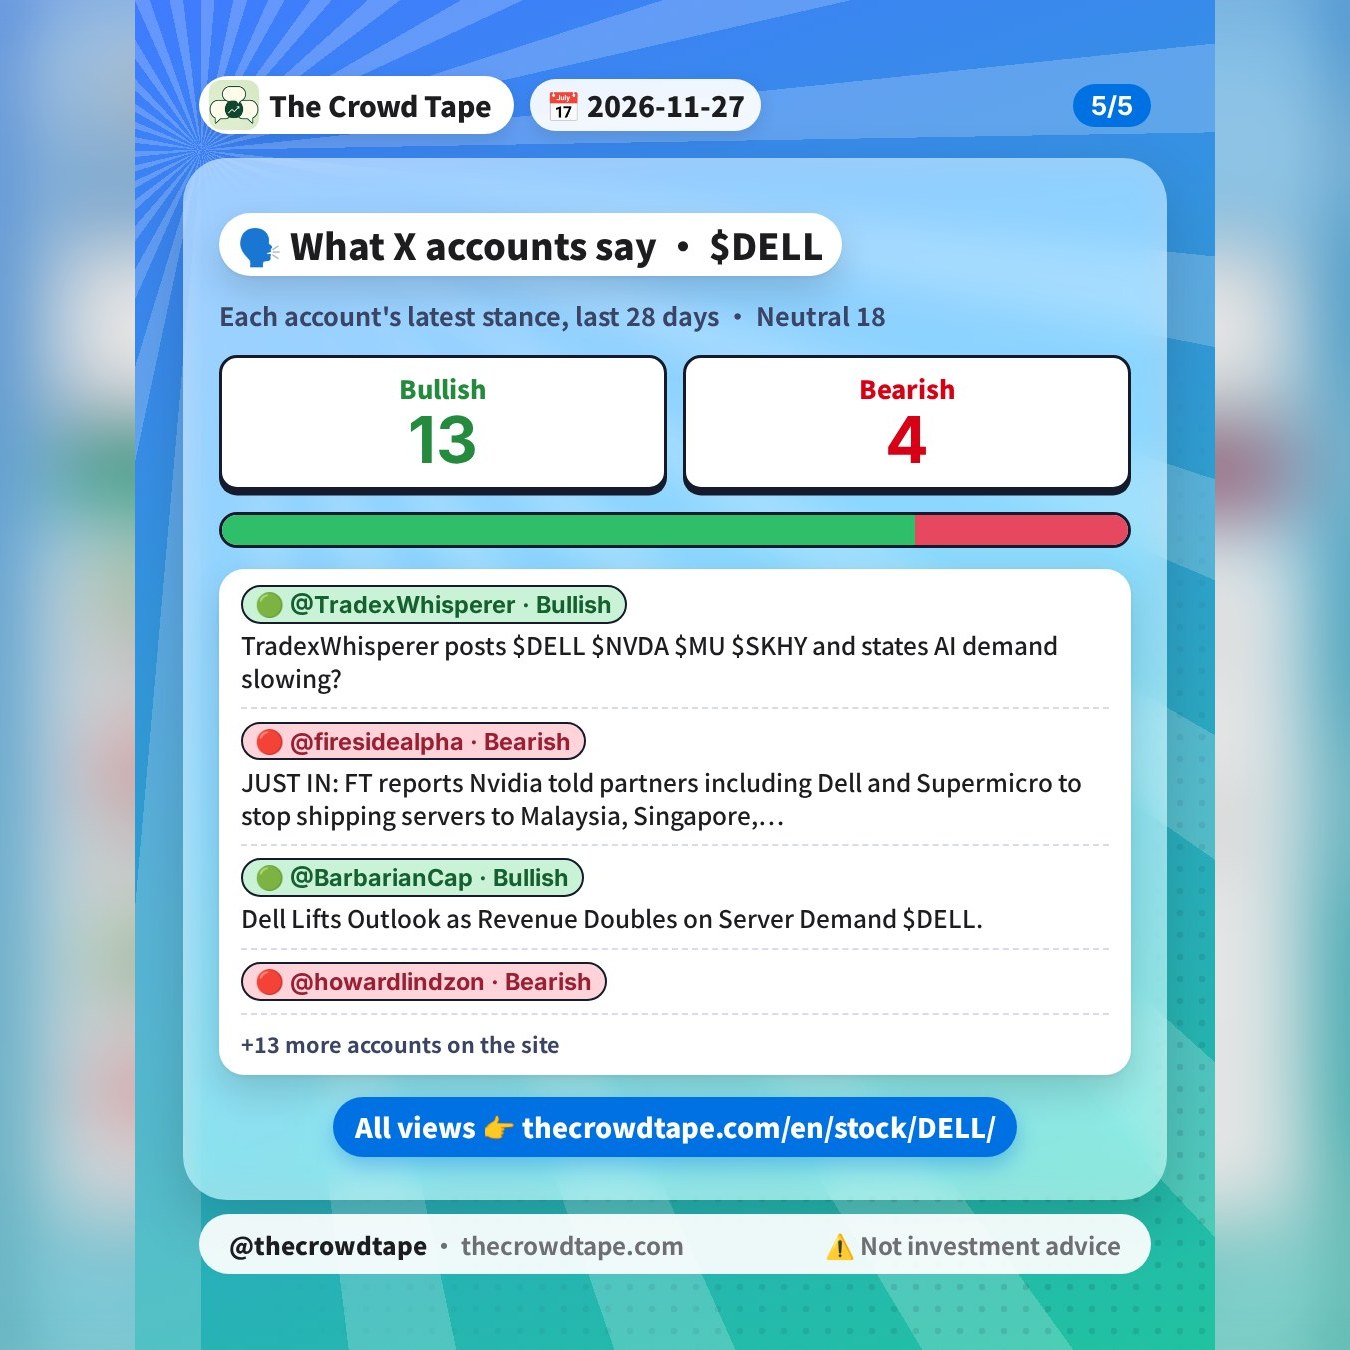 The Crowd Tape
2026-11-27
5/5
What X accounts say • $DELL
Each account's latest stance, last 28 days • Neutral 18
Bullish
13
Bearish
4
@TradexWhisperer · Bullish
TradexWhisperer posts $DELL $NVDA $MU $SKHY and states AI demand
slowing?
@firesidealpha · Bearish
JUST IN: FT reports Nvidia told partners including Dell and Supermicro to
stop shipping servers to Malaysia, Singapore,…
@BarbarianCap · Bullish
Dell Lifts Outlook as Revenue Doubles on Server Demand $DELL.
@howardlindzon · Bearish
+13 more accounts on the site
All views 👉 thecrowdtape.com/en/stock/DELL/
@thecrowdtape • thecrowdtape.com
⚠️ Not investment advice